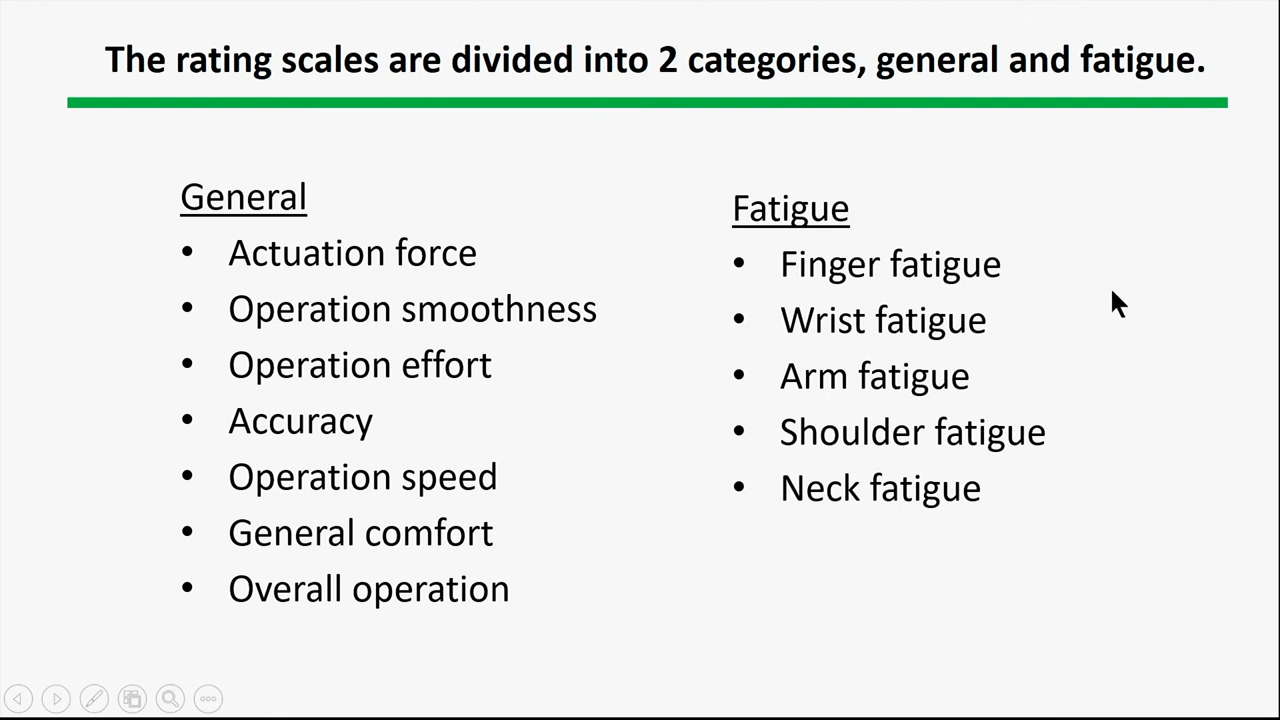 The rating scales are divided into 2 categories, general and fatigue.
General
• Actuation force
• Operation smoothness
• Operation effort
• Accuracy
• Operation speed
• General comfort
• Overall operation
Fatigue
• Finger fatigue
• Wrist fatigue
• Arm fatigue
• Shoulder fatigue
• Neck fatigue